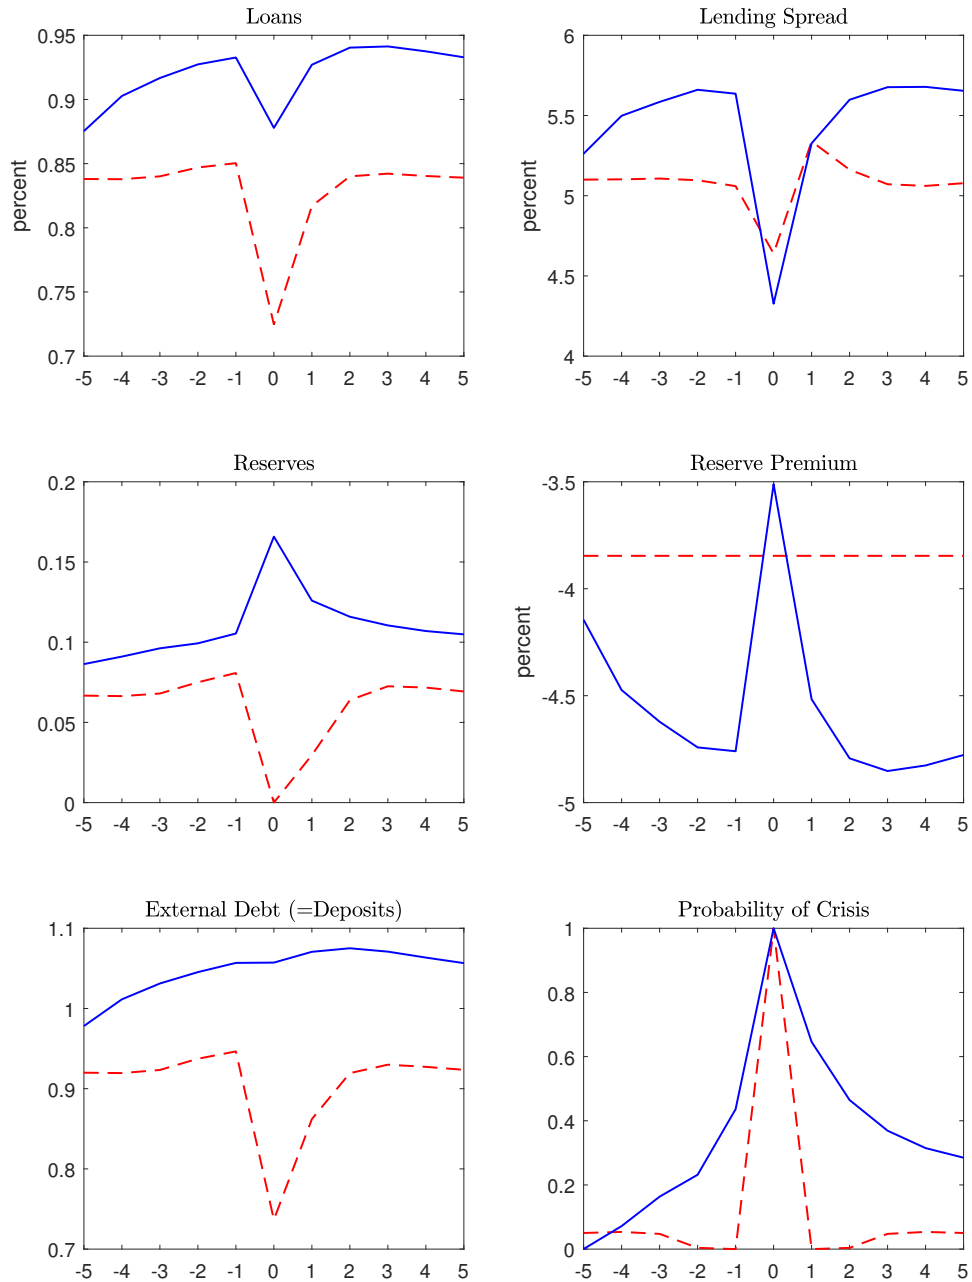 Loans
percent
0.95
0.9
0.85
0.8
0.75
0.7
-5 -4 -3 -2 -1 0 1 2 3 4 5
Lending Spread
percent
6
5.5
5
4.5
4
-5 -4 -3 -2 -1 0 1 2 3 4 5
Reserves
0.2
0.15
0.1
0.05
0
-5 -4 -3 -2 -1 0 1 2 3 4 5
Reserve Premium
percent
-3.5
-4
-4.5
-5
-5 -4 -3 -2 -1 0 1 2 3 4 5
External Debt (=Deposits)
1.1
1
0.9
0.8
0.7
-5 -4 -3 -2 -1 0 1 2 3 4 5
Probability of Crisis
1
0.8
0.6
0.4
0.2
0
-5 -4 -3 -2 -1 0 1 2 3 4 5